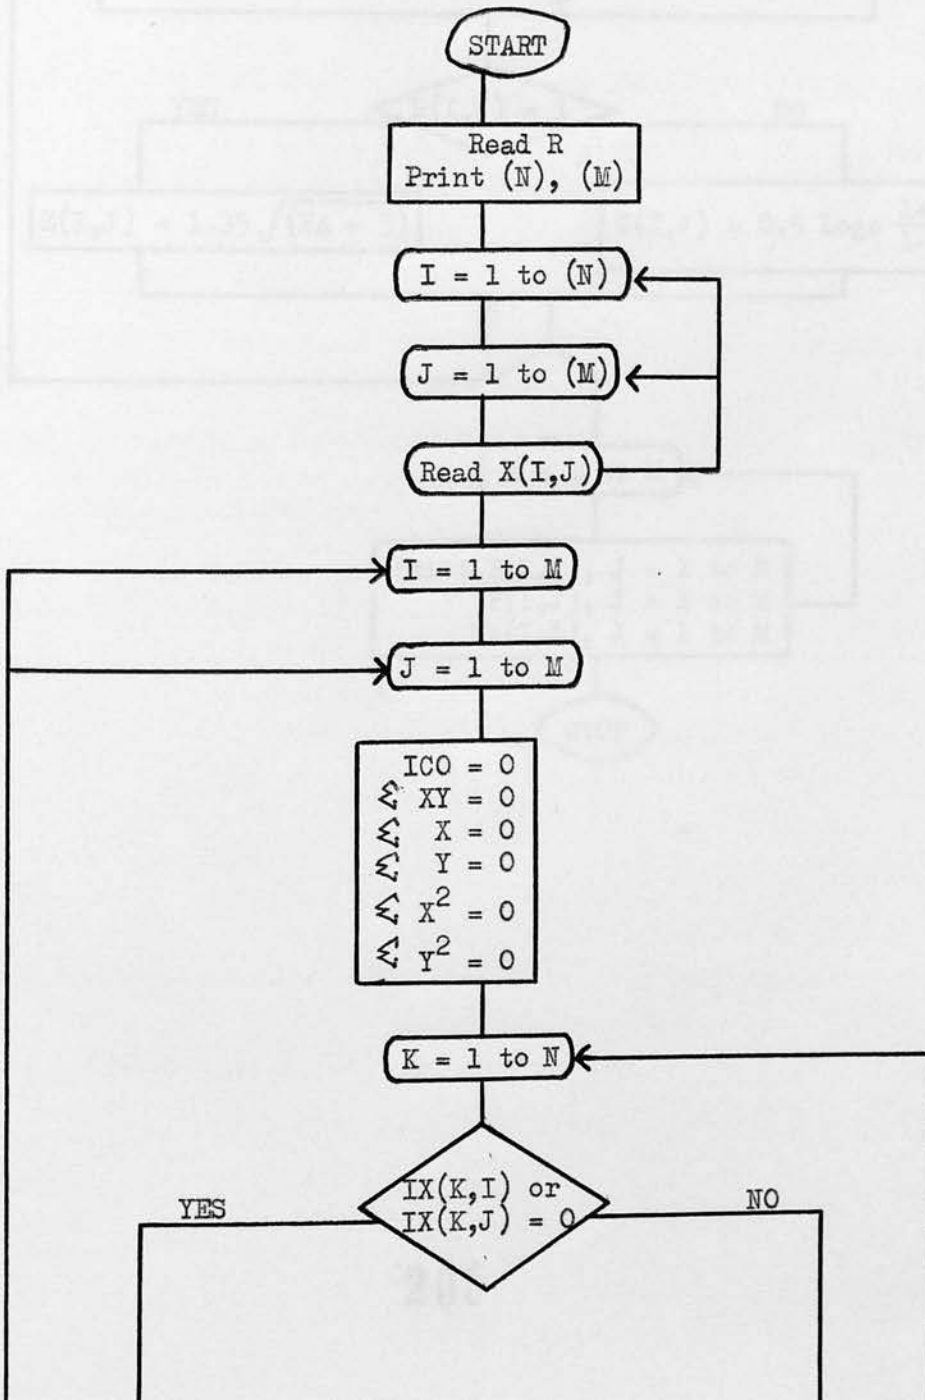 START
Read R
Print (N), (M)
I = 1 to (N)
J = 1 to (M)
Read X(I,J)
I = 1 to M
J = 1 to M
ICO = 0
Σ XY = 0
Σ X = 0
Σ Y = 0
Σ X² = 0
Σ Y² = 0
K = 1 to N
IX(K,I) or
IX(K,J) = 0
YES
NO